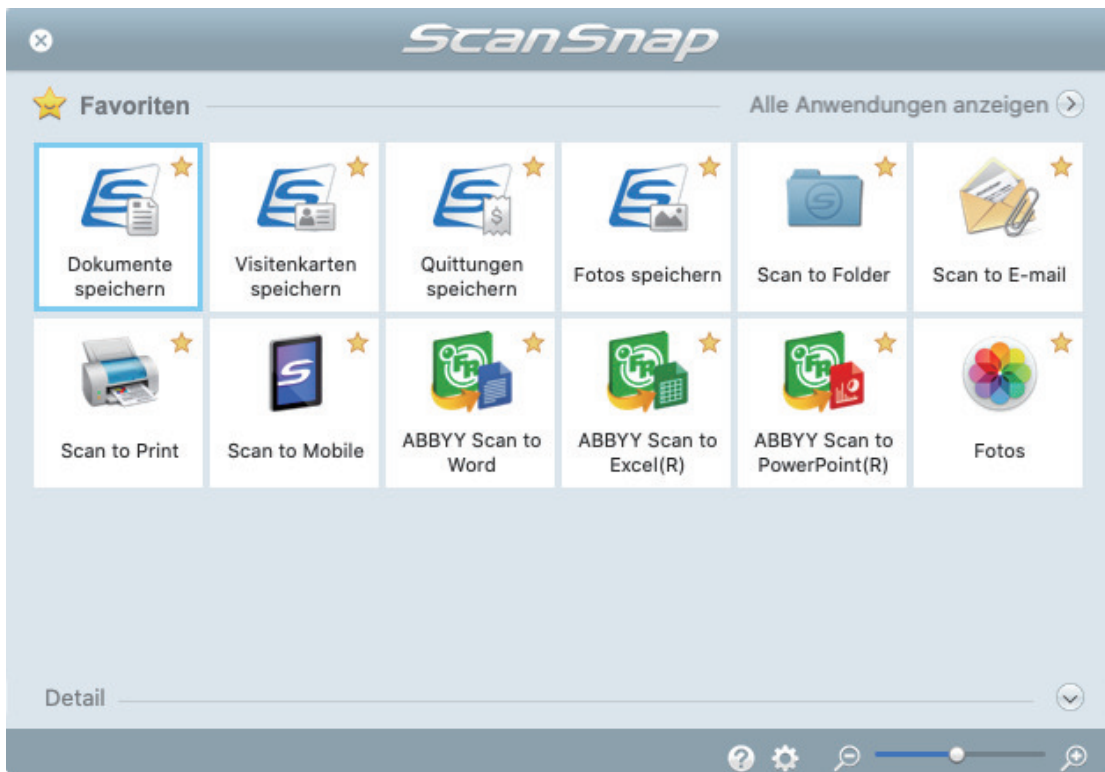 ScanSnap
Favoriten
Alle Anwendungen anzeigen
Dokumente
speichern
Visitenkarten
speichern
Quittungen
speichern
Fotos speichern
Scan to Folder
Scan to E-mail
Scan to Print
Scan to Mobile
ABBYY Scan to
Word
ABBYY Scan to
Excel(R)
ABBYY Scan to
PowerPoint(R)
Fotos
Detail